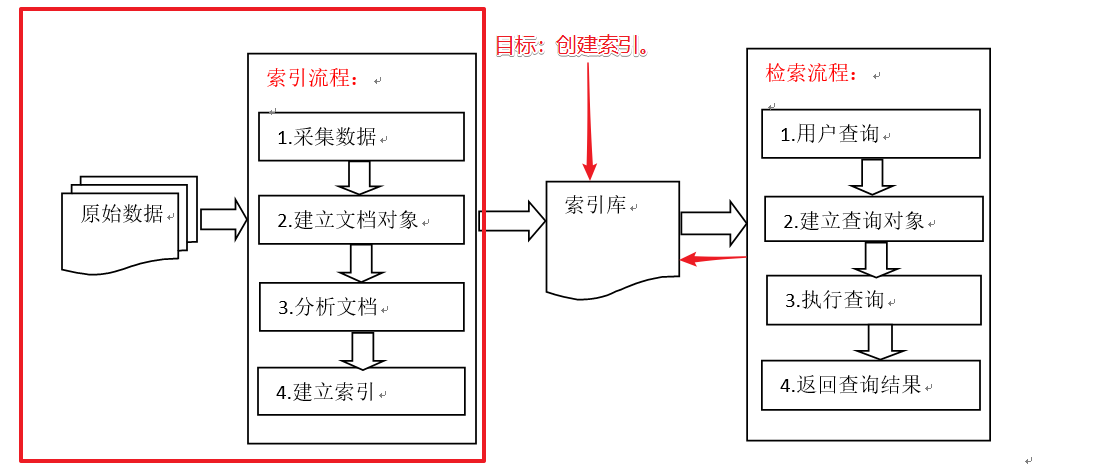 目标：创建索引。
原始数据
索引流程：
1.采集数据
2.建立文档对象
3.分析文档
4.建立索引
索引库
检索流程：
1.用户查询
2.建立查询对象
3.执行查询
4.返回查询结果